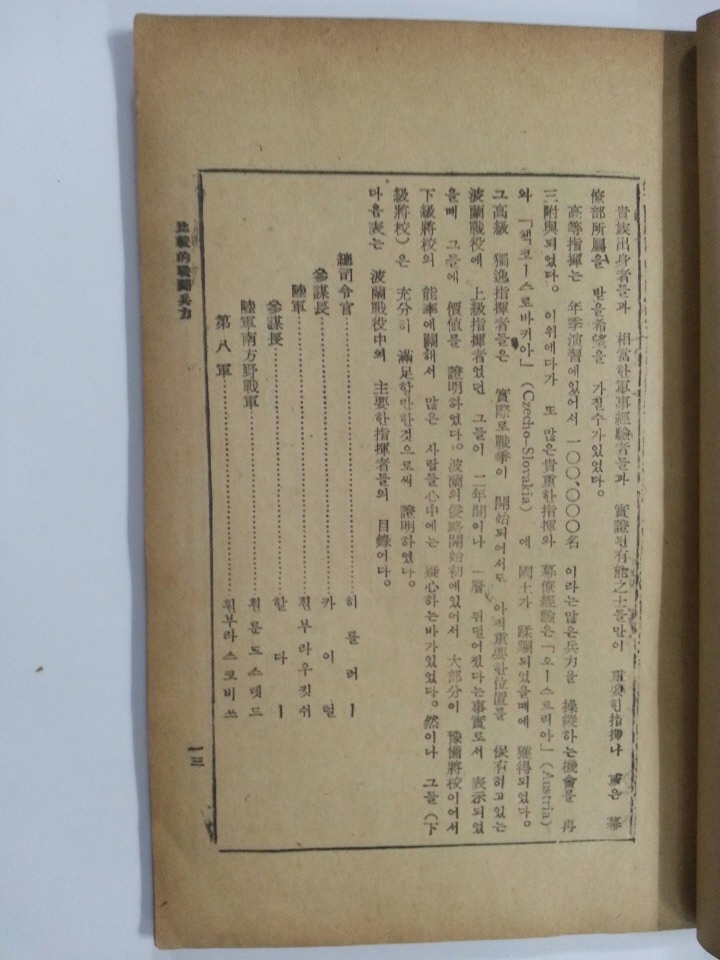 貴族出身者들과 相當한軍事經驗者들과 實證된有能之士들만이 重要한指揮나 或은 幕
僚部所屬을 받을希望을 가질수가있었다。
高等指揮는 年季演習에있어서 一〇〇、〇〇〇名 이라는많은兵力을 操縱하는機會를 再
三附與되었다。 이위에다가 또 많은貴重한指揮와 幕僚經驗은「오ー스트리아」(Austria)
와 「첵코ー스로바키아」 (Czecho-Slovakia) 에 國土가 蹂躪되었을때에 獲得되었다。
그高級 獨逸指揮者들은 實際로戰爭이 開始되어서도 아직重要한位置를 保有하고있는
波蘭戰役에 上級指揮者였던 그들이 二年間이나 一層 뛰떨어졌다는事實로서 表示되었
을때 그들에 價値를 證明하였다。波蘭의侵略開始初에있어서 大部分이 豫備將校이어서
下級將校의 能率에關해서 많은 사람들心中에는 疑心하는바가있었다。然이나 그들 (下
級將校) 은 充分히 滿足할만한것으로써 證明하였다。
다음表는 波蘭戰役中의 主要한指揮者들의 目錄이다。
總司令官……………………히틀러ー
參謀長……………………카이텔
陸軍……………………훤부라우킷쉬
參謀長……………………할다ー
陸軍南方野戰軍……………………훤룬드스텟드
第八軍……………………훤부라스코비쓰
比較的戰鬪兵力
一三